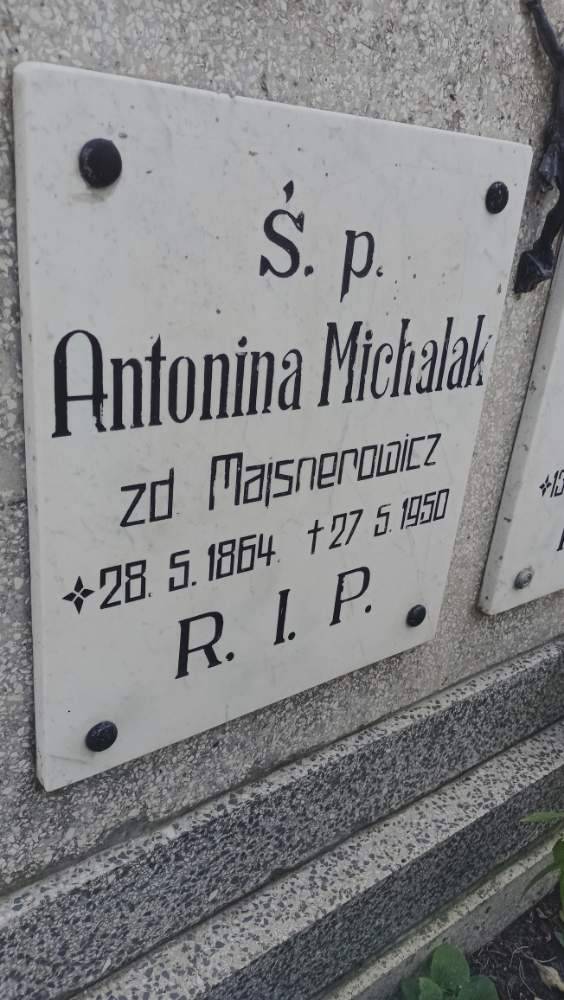 Ś. p.
Antonina Michalak
zd Majsnerowicz
28. 5. 1864. † 27 5. 1950
R. I. P.